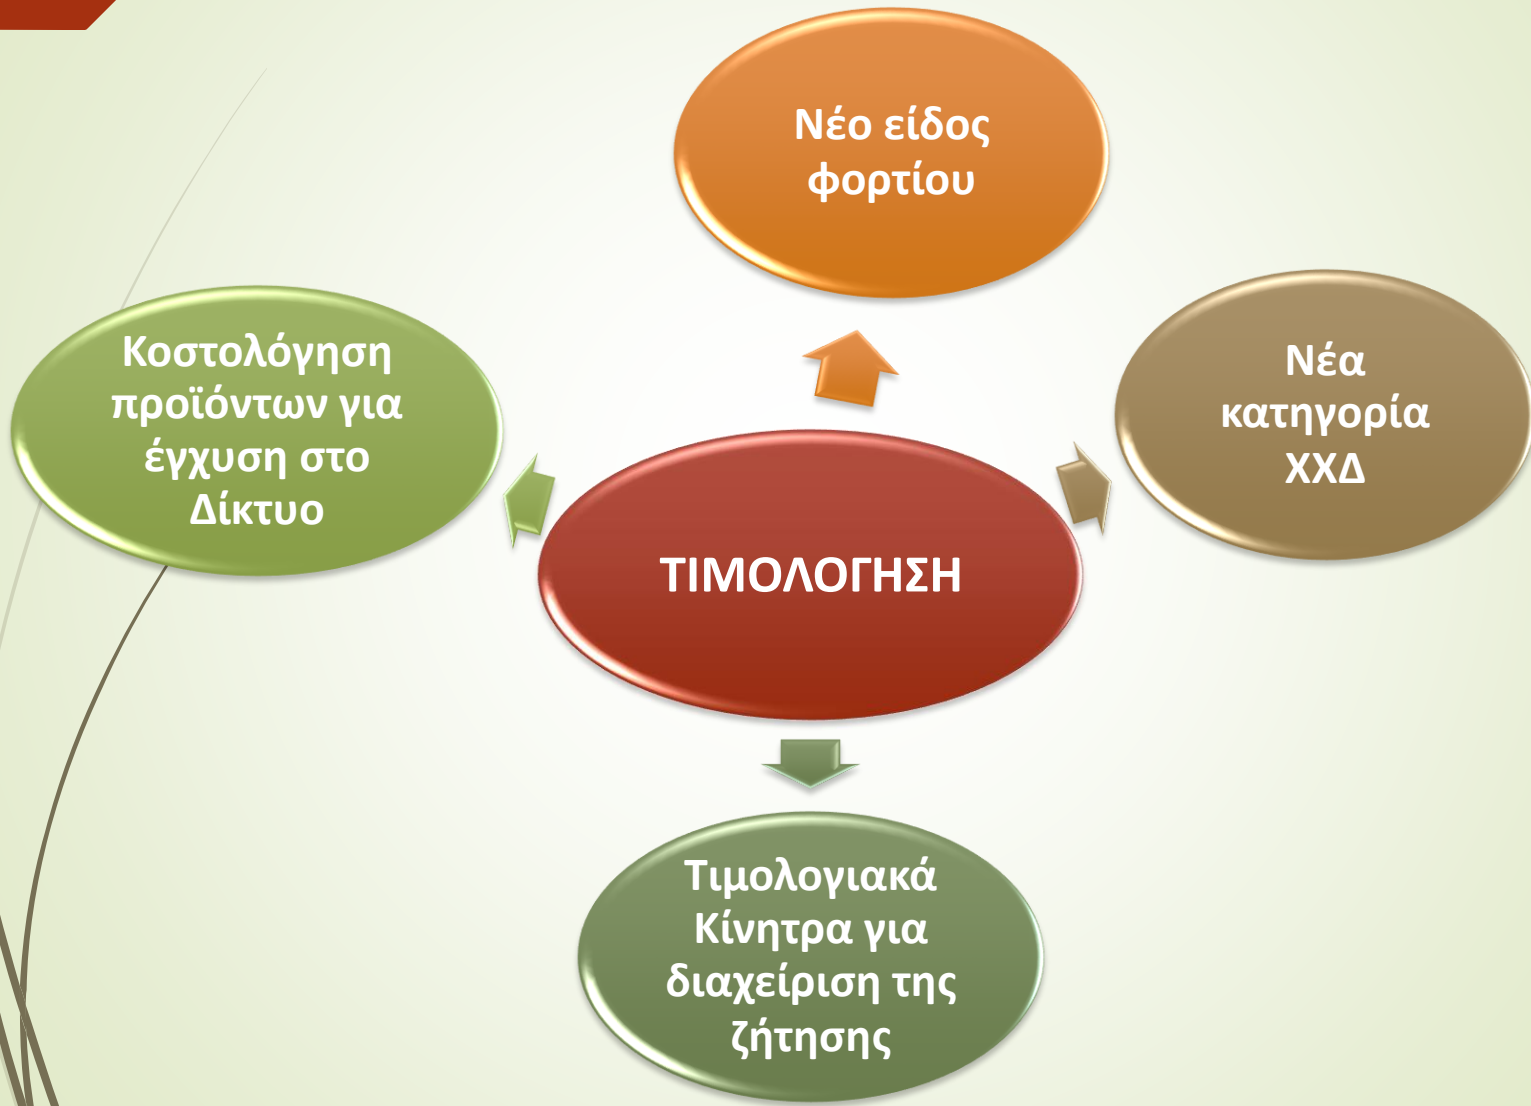 Νέο είδος
φορτίου
Κοστολόγηση
προϊόντων για
έγχυση στο
Δίκτυο
Νέα
κατηγορία
ΧΧΔ
ΤΙΜΟΛΟΓΗΣΗ
Τιμολογιακά
Κίνητρα για
διαχείριση της
ζήτησης